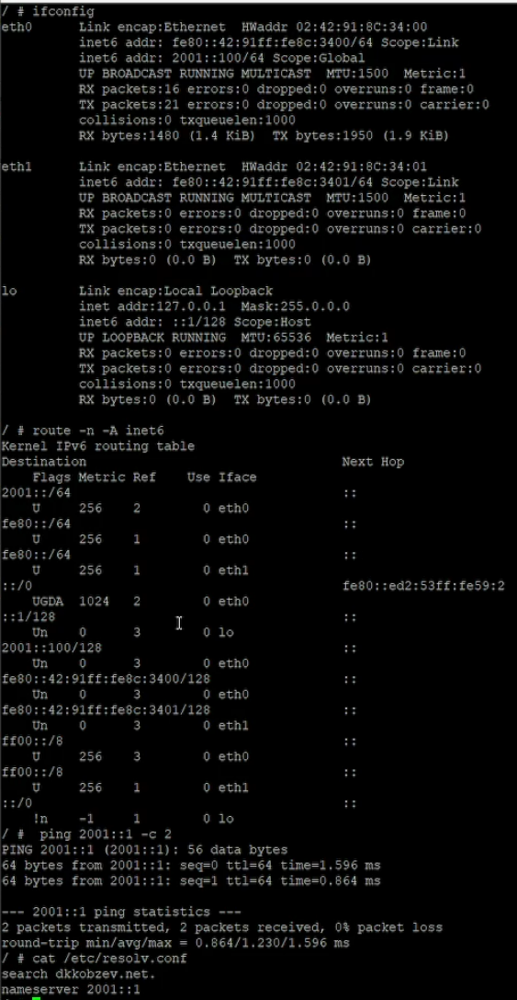 / # ifconfig
eth0      Link encap:Ethernet  HWaddr 02:42:91:8C:34:00
          inet6 addr: fe80::42:91ff:fe8c:3400/64 Scope:Link
          inet6 addr: 2001::100/64 Scope:Global
          UP BROADCAST RUNNING MULTICAST  MTU:1500  Metric:1
          RX packets:16 errors:0 dropped:0 overruns:0 frame:0
          TX packets:21 errors:0 dropped:0 overruns:0 carrier:0
          collisions:0 txqueuelen:1000
          RX bytes:1480 (1.4 KiB)  TX bytes:1950 (1.9 KiB)
eth1      Link encap:Ethernet  HWaddr 02:42:91:8C:34:01
          inet6 addr: fe80::42:91ff:fe8c:3401/64 Scope:Link
          UP BROADCAST RUNNING MULTICAST  MTU:1500  Metric:1
          RX packets:0 errors:0 dropped:0 overruns:0 frame:0
          TX packets:0 errors:0 dropped:0 overruns:0 carrier:0
          collisions:0 txqueuelen:1000
          RX bytes:0 (0.0 B)  TX bytes:0 (0.0 B)
lo        Link encap:Local Loopback
          inet addr:127.0.0.1  Mask:255.0.0.0
          inet6 addr: ::1/128 Scope:Host
          UP LOOPBACK RUNNING  MTU:65536  Metric:1
          RX packets:0 errors:0 dropped:0 overruns:0 frame:0
          TX packets:0 errors:0 dropped:0 overruns:0 carrier:0
          collisions:0 txqueuelen:1000
          RX bytes:0 (0.0 B)  TX bytes:0 (0.0 B)
/ # route -n -A inet6
Kernel IPv6 routing table
Destination                                 Next Hop
    Flags Metric Ref    Use Iface
2001::/64                                   ::
    U     256    2        0 eth0
fe80::/64                                   ::
    U     256    1        0 eth0
fe80::/64                                   ::
    U     256    1        0 eth1
::/0                                        fe80::ed2:53ff:fe59:2
    UGDA  1024   2        0 eth0
::1/128                                     ::
    Un    0      3        0 lo
2001::100/128                               ::
    Un    0      3        0 eth0
fe80::42:91ff:fe8c:3400/128                 ::
    Un    0      3        0 eth0
fe80::42:91ff:fe8c:3401/128                 ::
    Un    0      3        0 eth1
ff00::/8                                    ::
    U     256    3        0 eth0
ff00::/8                                    ::
    U     256    1        0 eth1
::/0                                        ::
    !n    -1     1        0 lo
/ #  ping 2001::1 -c 2
PING 2001::1 (2001::1): 56 data bytes
64 bytes from 2001::1: seq=0 ttl=64 time=1.596 ms
64 bytes from 2001::1: seq=1 ttl=64 time=0.864 ms
--- 2001::1 ping statistics ---
2 packets transmitted, 2 packets received, 0% packet loss
round-trip min/avg/max = 0.864/1.230/1.596 ms
/ # cat /etc/resolv.conf
search dkkobzev.net.
nameserver 2001::1